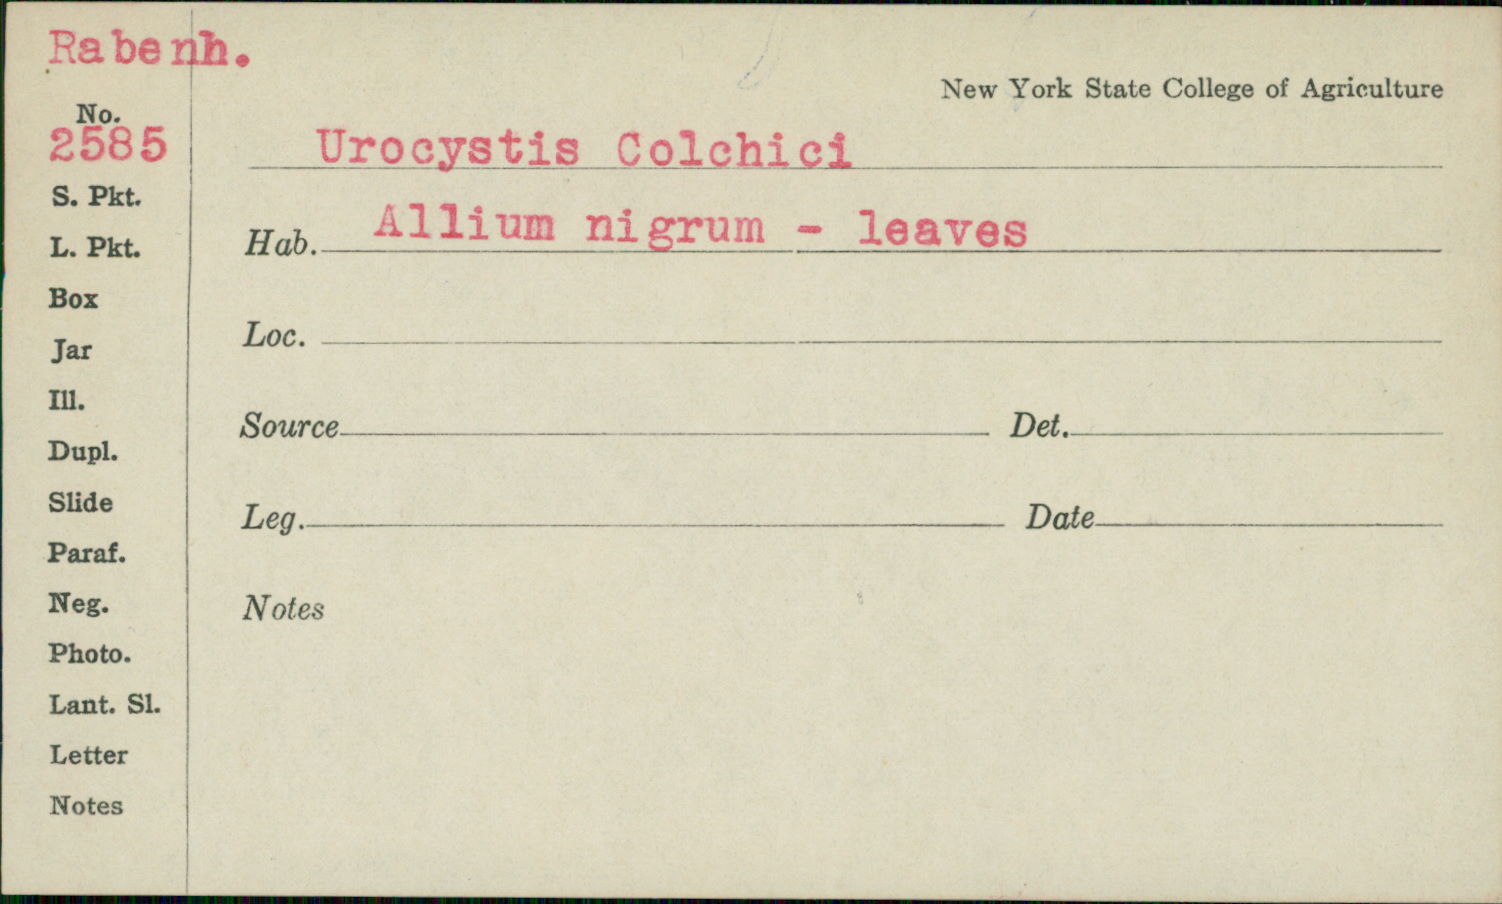 Rabenh.
New York State College of Agriculture
No.
2585
Urocystis Colchici
S. Pkt.
Hab. Allium nigrum - leaves
L. Pkt.
Box
Loc.
Jar
Ill.
Source Det.
Dupl.
Slide
Leg. Date
Paraf.
Neg.
Notes
Photo.
Lant. Sl.
Letter
Notes